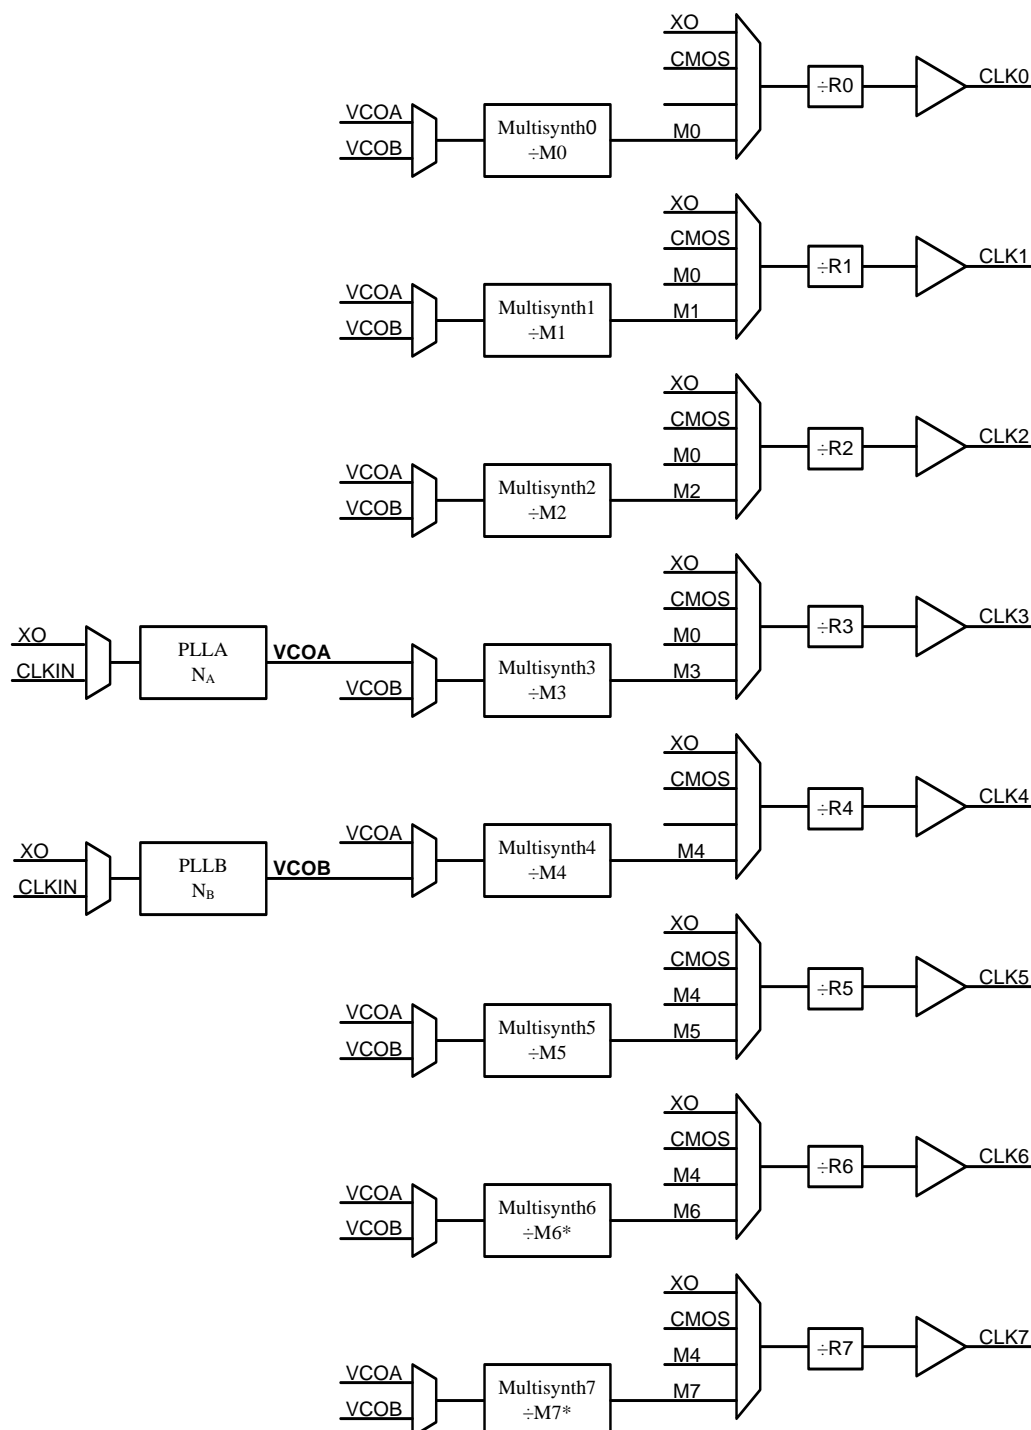 XO
CMOS
÷R0
CLK0
VCOA
VCOB
Multisynth0
÷M0
M0
XO
CMOS
M0
÷R1
CLK1
VCOA
VCOB
Multisynth1
÷M1
M1
XO
CMOS
M0
÷R2
CLK2
VCOA
VCOB
Multisynth2
÷M2
M2
XO
CMOS
M0
÷R3
CLK3
XO
CLKIN
PLLA
NA
VCOA
VCOB
Multisynth3
÷M3
M3
XO
CMOS
÷R4
CLK4
XO
CLKIN
PLLB
NB
VCOB
VCOA
Multisynth4
÷M4
M4
XO
CMOS
M4
÷R5
CLK5
VCOA
VCOB
Multisynth5
÷M5
M5
XO
CMOS
M4
÷R6
CLK6
VCOA
VCOB
Multisynth6
÷M6*
M6
XO
CMOS
M4
÷R7
CLK7
VCOA
VCOB
Multisynth7
÷M7*
M7